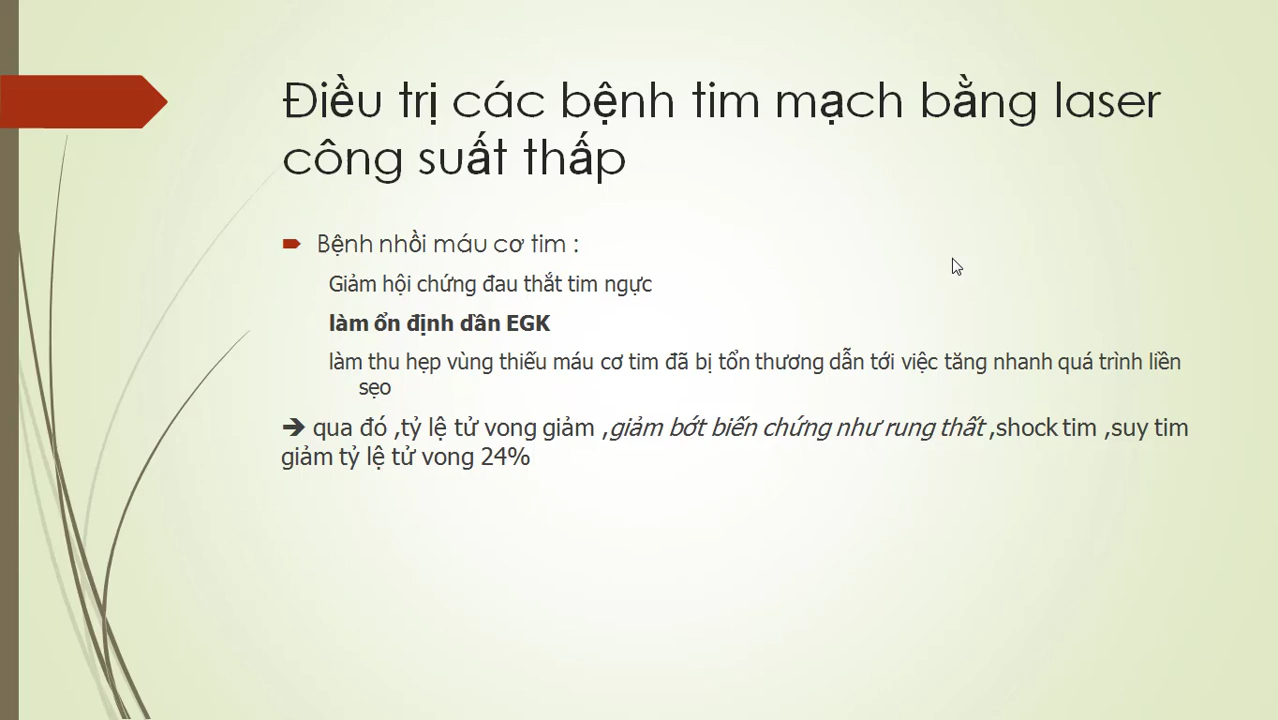 Điều trị các bệnh tim mạch bằng laser
công suất thấp
Bệnh nhồi máu cơ tim :
Giảm hội chứng đau thắt tim ngực
làm ổn định dần EGK
làm thu hẹp vùng thiếu máu cơ tim đã bị tổn thương dẫn tới việc tăng nhanh quá trình liền
sẹo
➔ qua đó ,tỷ lệ tử vong giảm ,giảm bớt biến chứng như rung thất ,shock tim ,suy tim
giảm tỷ lệ tử vong 24%